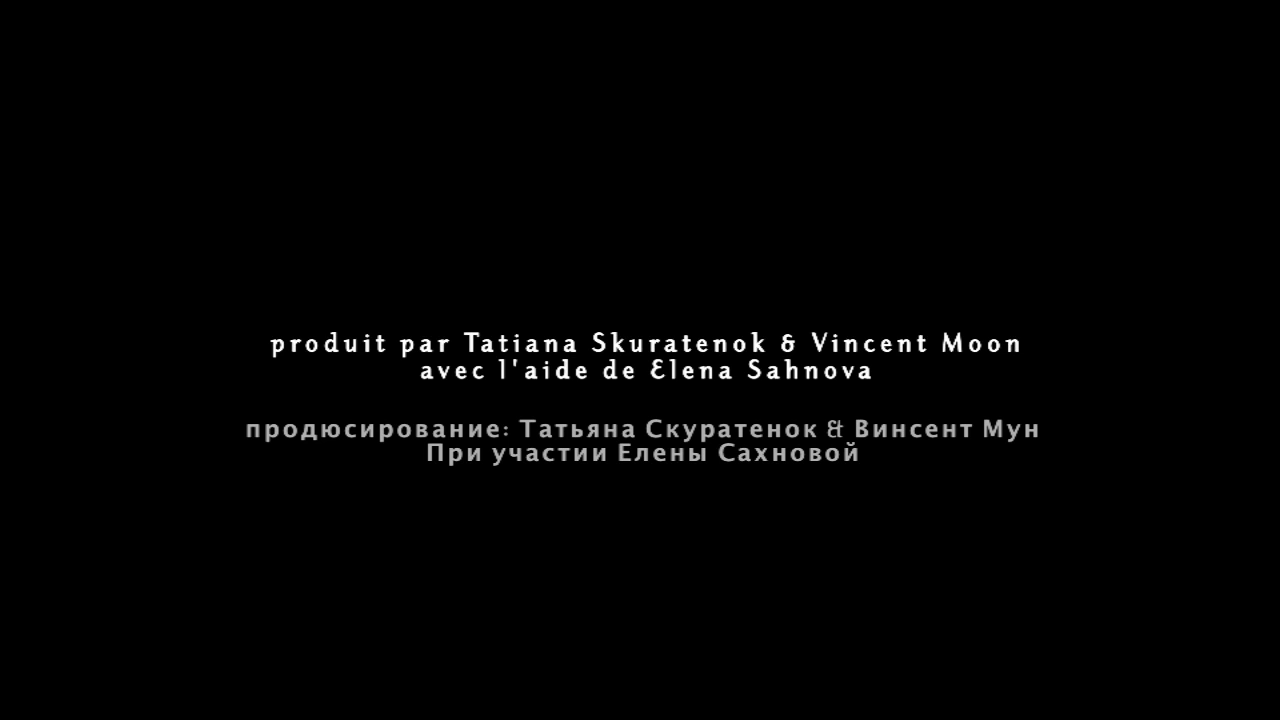 produit par Tatiana Skuratenok & Vincent Moon
avec l'aide de Elena Sahnova
продюсирование: Татьяна Скуратенок & Винсент Мун
При участии Елены Сахновой